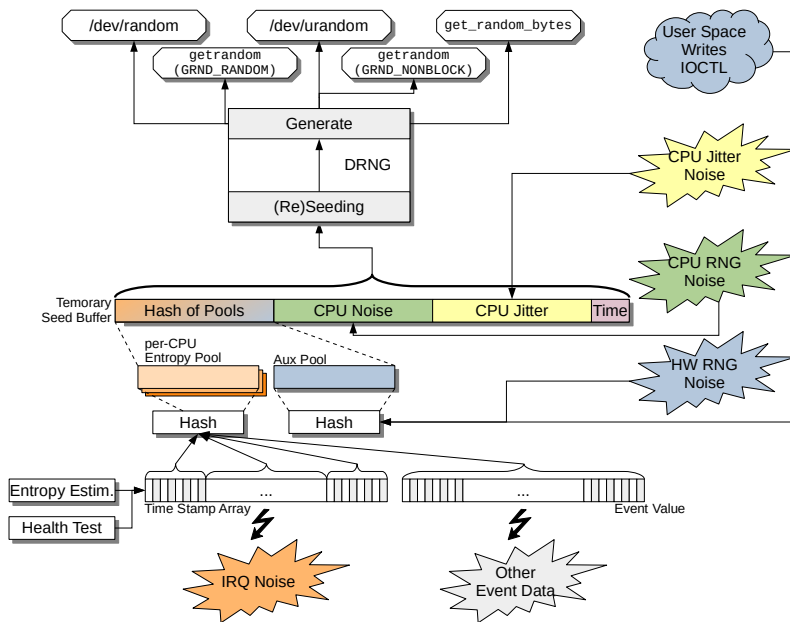 /dev/random
/dev/urandom
get_random_bytes
User Space
Writes
IOCTL
getrandom
(GRND_RANDOM)
getrandom
(GRND_NONBLOCK)
Generate
DRNG
(Re)Seeding
CPU Jitter
Noise
CPU RNG
Noise
Temorary
Seed Buffer
Hash of Pools
CPU Noise
CPU Jitter
Time
per-CPU
Entropy Pool
Aux Pool
HW RNG
Noise
Hash
Hash
Entropy Estim.
...
...
Health Test
Time Stamp Array
Event Value
IRQ Noise
Other
Event Data